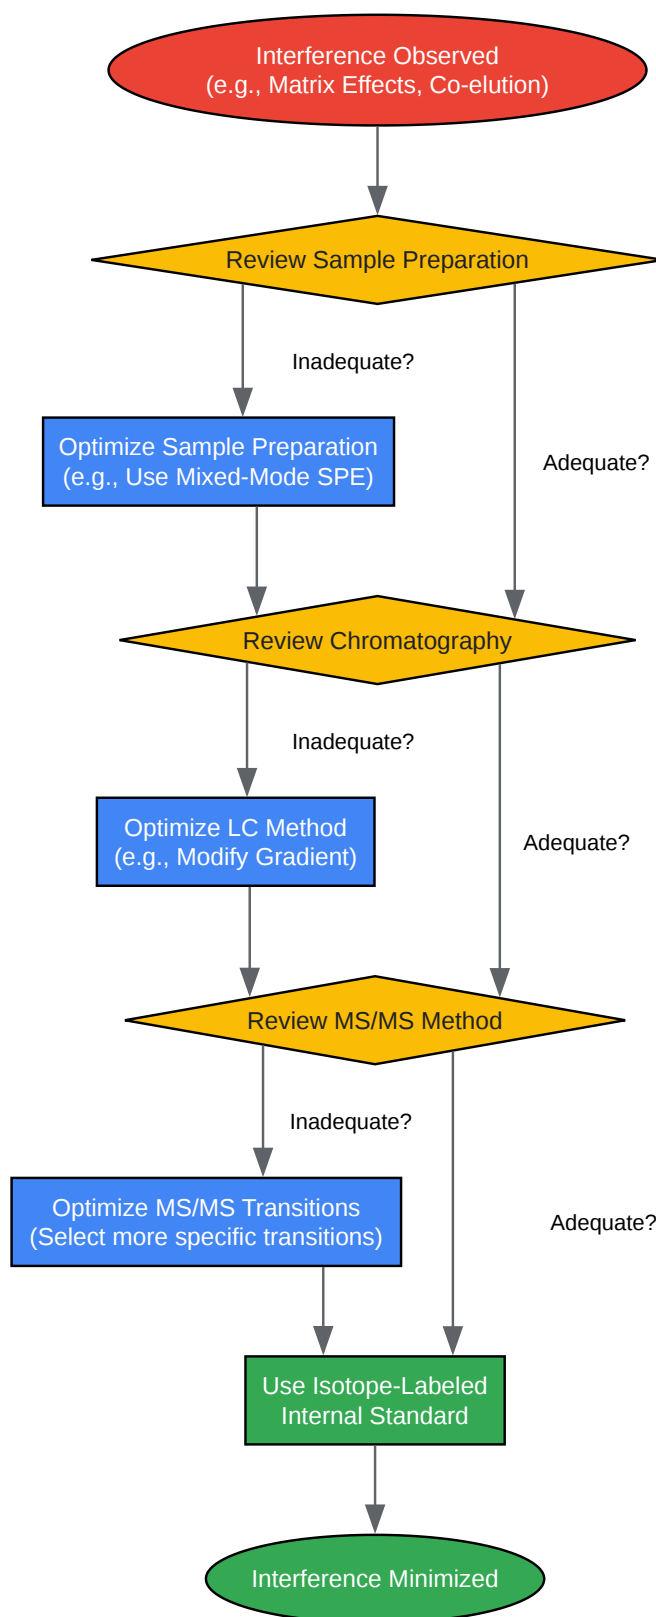 Interference Observed
(e.g., Matrix Effects, Co-elution)
Review Sample Preparation
Inadequate?
Optimize Sample Preparation
(e.g., Use Mixed-Mode SPE)
Adequate?
Review Chromatography
Inadequate?
Optimize LC Method
(e.g., Modify Gradient)
Adequate?
Review MS/MS Method
Inadequate?
Optimize MS/MS Transitions
(Select more specific transitions)
Adequate?
Use Isotope-Labeled
Internal Standard
Interference Minimized